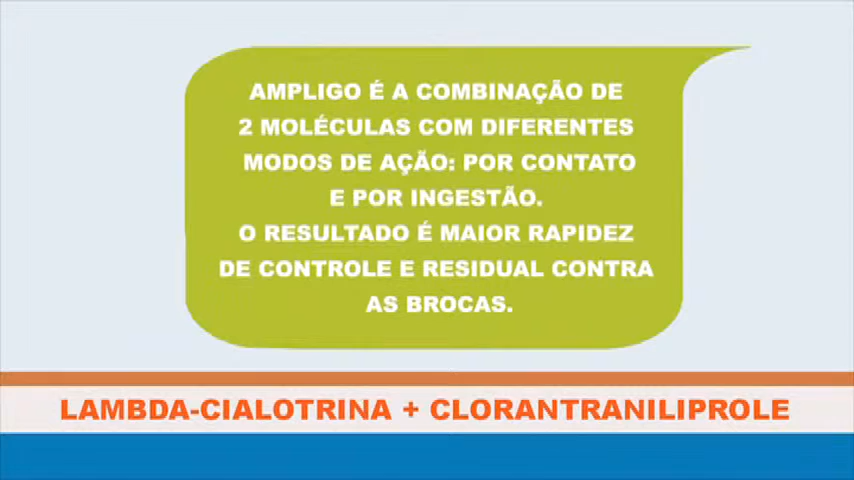 AMPLIGO É A COMBINAÇÃO DE
2 MOLÉCULAS COM DIFERENTES
MODOS DE AÇÃO: POR CONTATO
E POR INGESTÃO.
O RESULTADO É MAIOR RAPIDEZ
DE CONTROLE E RESIDUAL CONTRA
AS BROCAS.
LAMBDA-CIALOTRINA + CLORANTRANILIPROLE